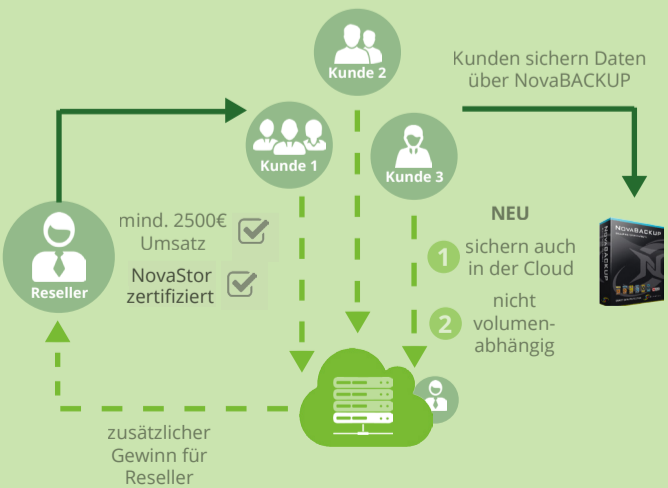 Kunde 2
Kunden sichern Daten
über NovaBACKUP
Kunde 1
Kunde 3
mind. 2500€
Umsatz
NovaStor
zertifiziert
Reseller
NEU
1 sichern auch
in der Cloud
2 nicht
volumen-
abhängig
NOVABACKUP
NOVABACKUP
zusätzlicher
Gewinn für
Reseller